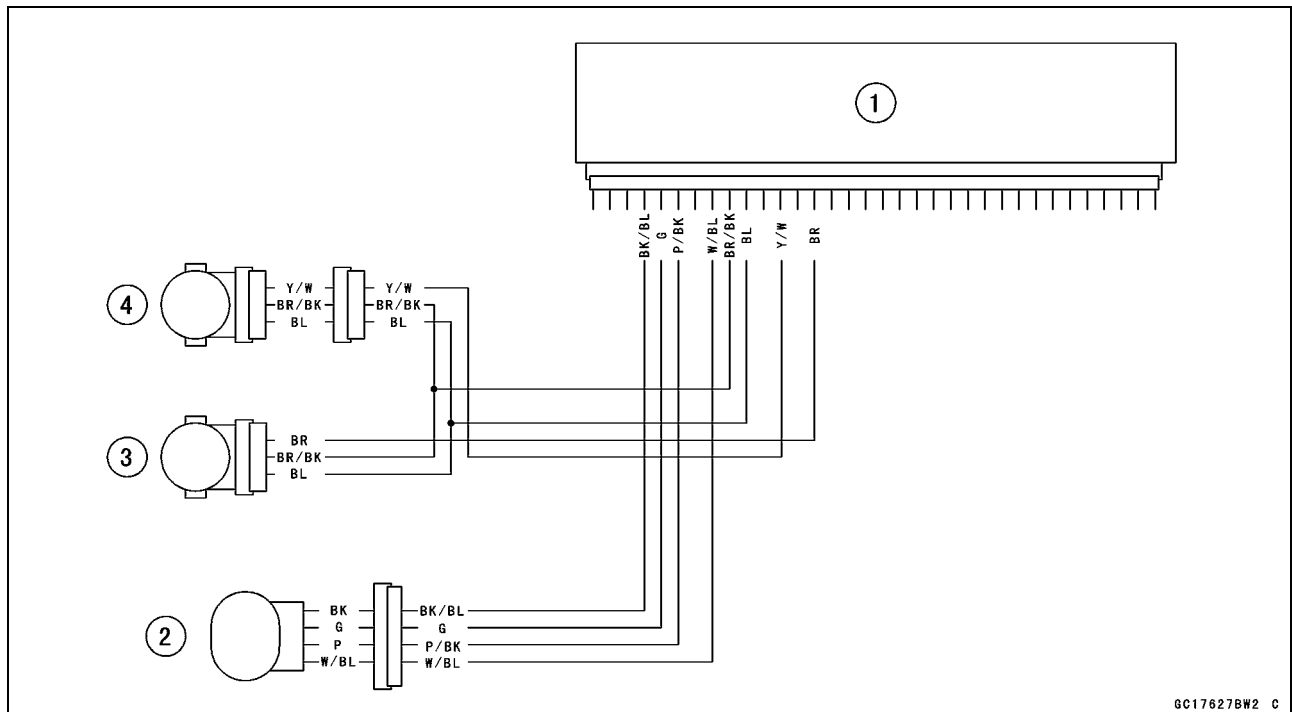 1
BK/BL G P/BK W/BL BR/BK BL Y/W BR
4
Y/W Y/W
BR/BK BR/BK
BL BL
3
BR
BR/BK
BL
2
BK BK/BL
G G
P P/BK
W/BL W/BL
GC17627BW2 C